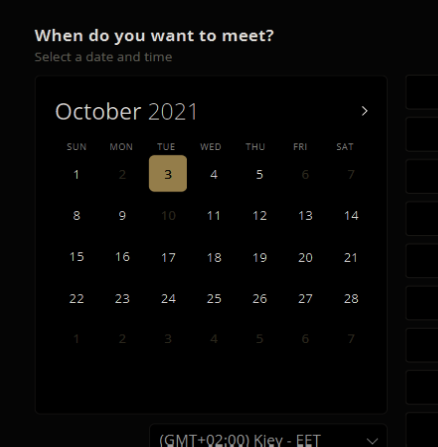 When do you want to meet?
Select a date and time
October 2021
SUN MON TUE WED THU FRI SAT
1 2 3 4 5 6 7
8 9 10 11 12 13 14
15 16 17 18 19 20 21
22 23 24 25 26 27 28
1 2 3 4 5 6 7
(GMT+02:00) Kiev - EET